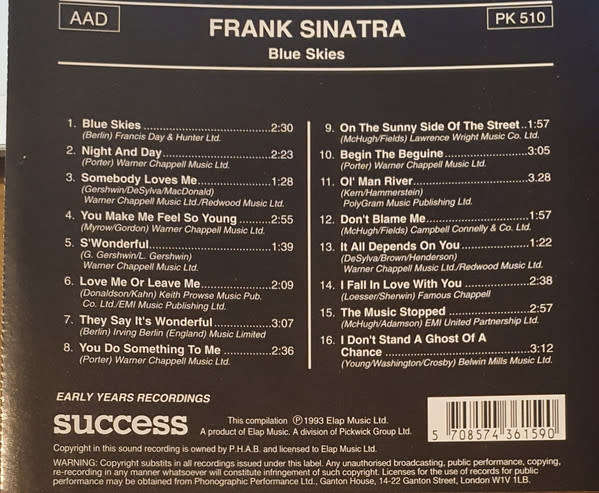 AAD
FRANK SINATRA
PK 510
Blue Skies
1. Blue Skies ..............................2:30
(Berlin) Francis Day & Hunter Ltd.
2. Night And Day..........................2:23
(Porter) Warner Chappell Music Ltd.
3. Somebody Loves Me..................1:28
(Gershwin/DeSylva/MacDonald)
Warner Chappell Music Ltd./Redwood Music Ltd.
4. You Make Me Feel So Young .......2:55
(Myrow/Gordon) Warner Chappell Music Ltd.
5. S'Wonderful..............................1:39
(G. Gershwin/L. Gershwin)
Warner Chappell Music Ltd.
6. Love Me Or Leave Me.................2:09
(Donaldson/Kahn) Keith Prowse Music Pub.
Co. Ltd./EMI Music Publishing Ltd.
7. They Say It's Wonderful..............3:07
(Berlin) Irving Berlin (England) Music Limited
8. You Do Something To Me ...........2:36
(Porter) Warner Chappell Music Ltd.
9. On The Sunny Side Of The Street..1:57
(McHugh/Fields) Lawrence Wright Music Co. Ltd.
10. Begin The Beguine.....................3:05
(Porter) Warner Chappell Music Ltd.
11. Ol' Man River............................3.28
(Kern/Hammerstein)
PolyGram Music Publishing Ltd.
12. Don't Blame Me.........................1:57
(McHugh/Fields) Campbell Connelly & Co. Ltd.
13. It All Depends On You ................1:22
(DeSylva/Brown/Henderson)
Warner Chappell Music Ltd./Redwood Music Ltd.
14. I Fall In Love With You ...............2:38
(Loesser/Sherwin) Famous Chappell
15. The Music Stopped ....................2:57
(McHugh/Adamson) EMI United Partnership Ltd.
16. I Don't Stand A Ghost Of A
Chance .....................................3:12
(Young/Washington/Crosby) Belwin Mills Music Ltd.
EARLY YEARS RECORDINGS
success
This compilation ℗1993 Elap Music Ltd.
A product of Elap Music. A division of Pickwick Group Ltd.
5 708574 361590
Copyright in this sound recording is owned by P.H.A.B. and licensed to Elap Music Ltd.
WARNING: Copyright substits in all recordings issued under this label. Any unauthorised broadcasting, public performance, copying,
re-recording in any manner whatsoever will constitute infringement of such copyright. Licenses for the use of records for public
performance may be obtained from Phonographic Performance Ltd., Ganton House, 14-22 Ganton Street, London W1V 1LB.